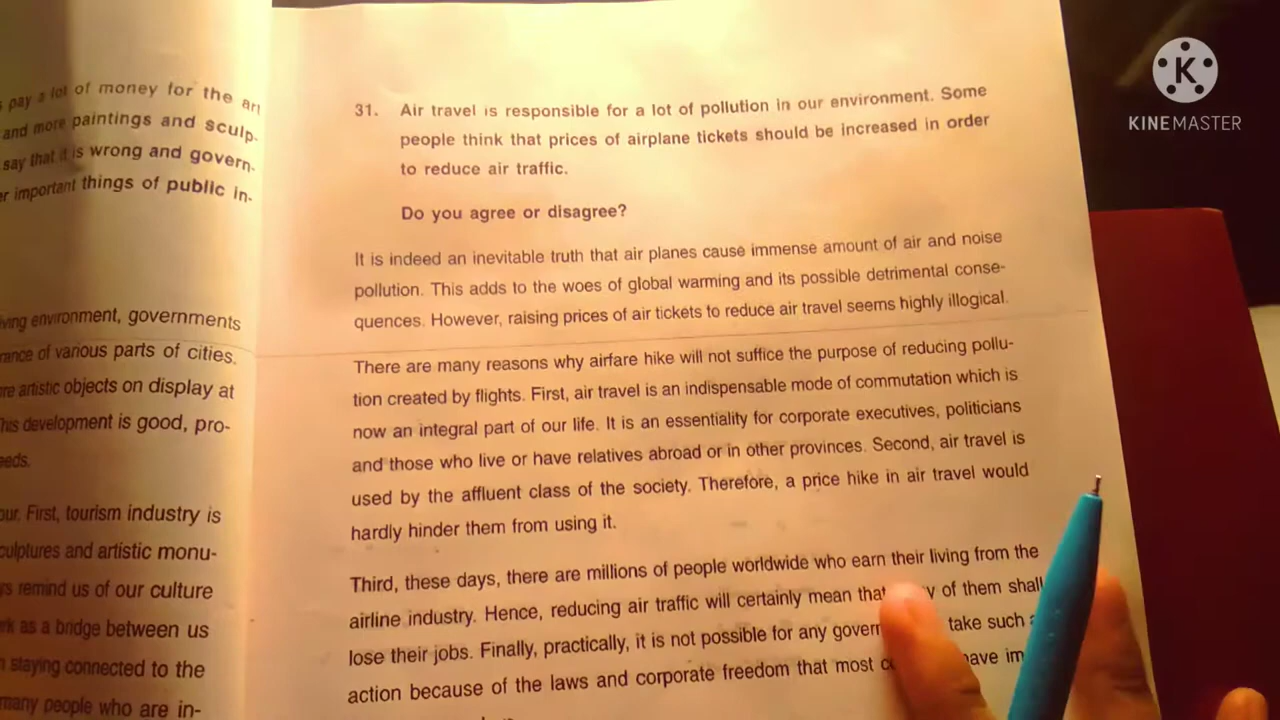 s pay a lot of money for the art
and more paintings and sculp-
say that it is wrong and govern-
er important things of public in-
ving environment, governments
rance of various parts of cities.
re artistic objects on display at
his development is good, pro-
eeds.
our. First, tourism industry is
culptures and artistic monu-
rs remind us of our culture
rk as a bridge between us
n staying connected to the
many people who are in-
31. Air travel is responsible for a lot of pollution in our environment. Some
people think that prices of airplane tickets should be increased in order
to reduce air traffic.
Do you agree or disagree?
It is indeed an inevitable truth that air planes cause immense amount of air and noise
pollution. This adds to the woes of global warming and its possible detrimental conse-
quences. However, raising prices of air tickets to reduce air travel seems highly illogical.
There are many reasons why airfare hike will not suffice the purpose of reducing pollu-
tion created by flights. First, air travel is an indispensable mode of commutation which is
now an integral part of our life. It is an essentiality for corporate executives, politicians
and those who live or have relatives abroad or in other provinces. Second, air travel is
used by the affluent class of the society. Therefore, a price hike in air travel would
hardly hinder them from using it.
Third, these days, there are millions of people worldwide who earn their living from the
airline industry. Hence, reducing air traffic will certainly mean that y of them shall
lose their jobs. Finally, practically, it is not possible for any govern take such a
action because of the laws and corporate freedom that most c have im
K
KINEMASTER